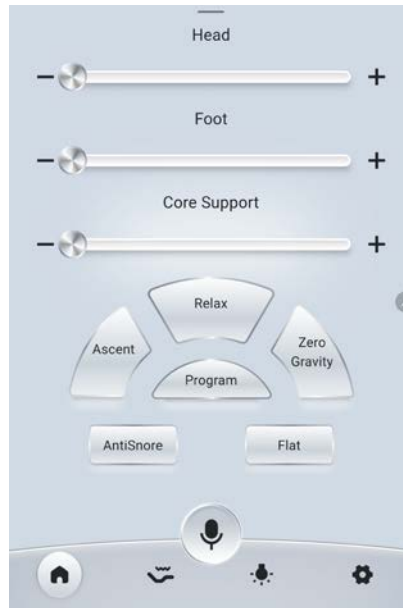 Head
Foot
Core Support
Relax
Ascent
Zero
Gravity
Program
AntiSnore
Flat